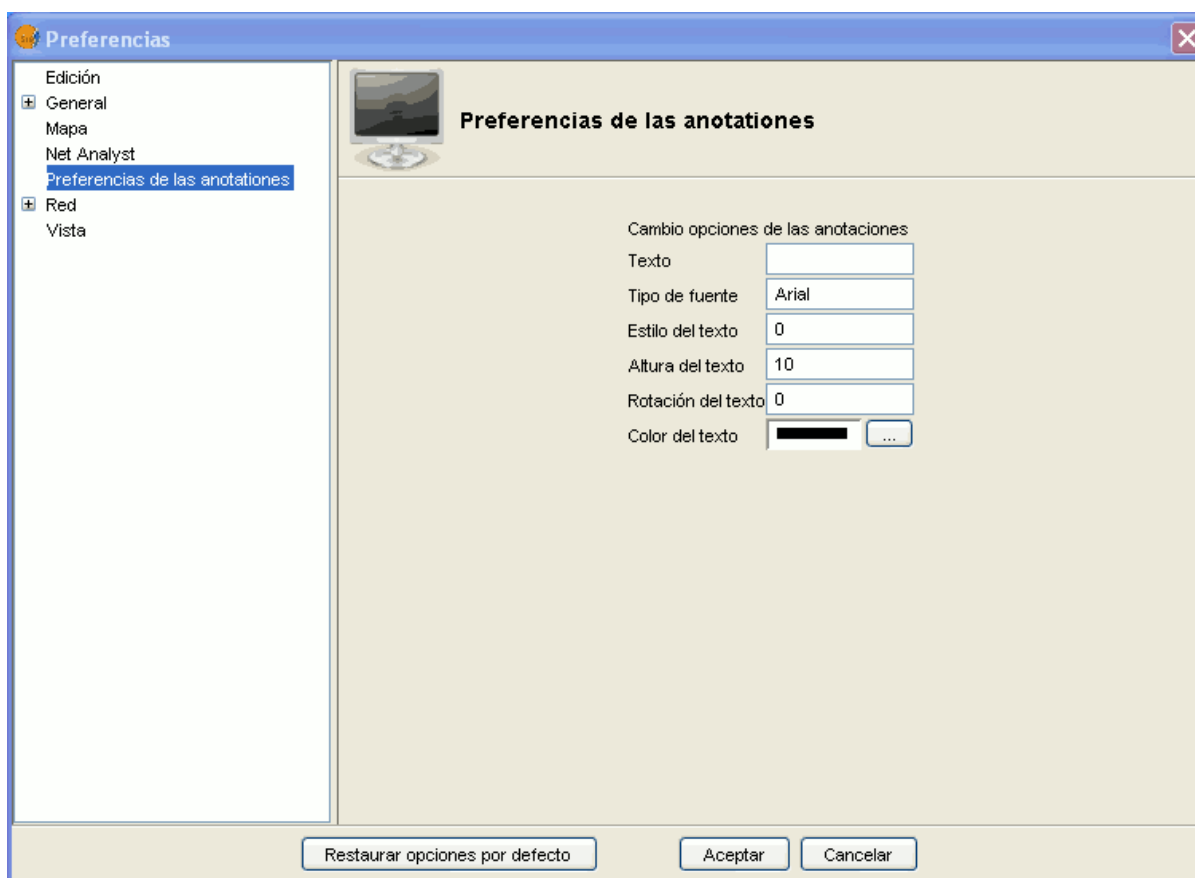 Preferencias
Edición
General
Mapa
Net Analyst
Preferencias de las anotationes
Red
Vista
Preferencias de las anotationes
Cambio opciones de las anotaciones
Texto
Tipo de fuente Arial
Estilo del texto 0
Altura del texto 10
Rotación del texto 0
Color del texto ...
Restaurar opciones por defecto Aceptar Cancelar